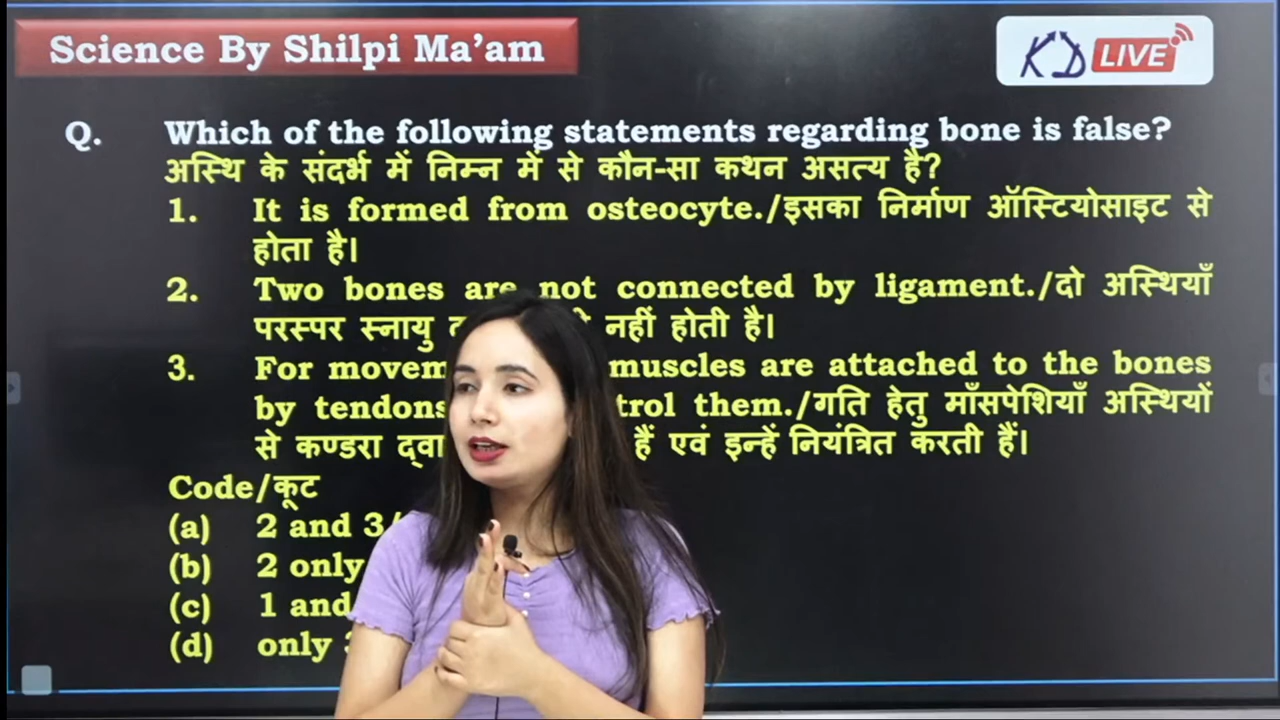 Science By Shilpi Ma'am
KD LIVE
Q. Which of the following statements regarding bone is false?
अस्थि के संदर्भ में निम्न में से कौन-सा कथन असत्य है?
1. It is formed from osteocyte./इसका निर्माण ऑस्टियोसाइट से
होता है।
2. Two bones are not connected by ligament./दो अस्थियाँ
परस्पर स्नायु नहीं होती है।
3. For muscles are attached to the bones
by tendons them./गति हेतु माँसपेशियाँ अस्थियों
से कण्डरा हैं एवं इन्हें नियंत्रित करती हैं।
Code/कूट
(a) 2 and 3/
(b) 2 only
(c) 1 and
(d) only